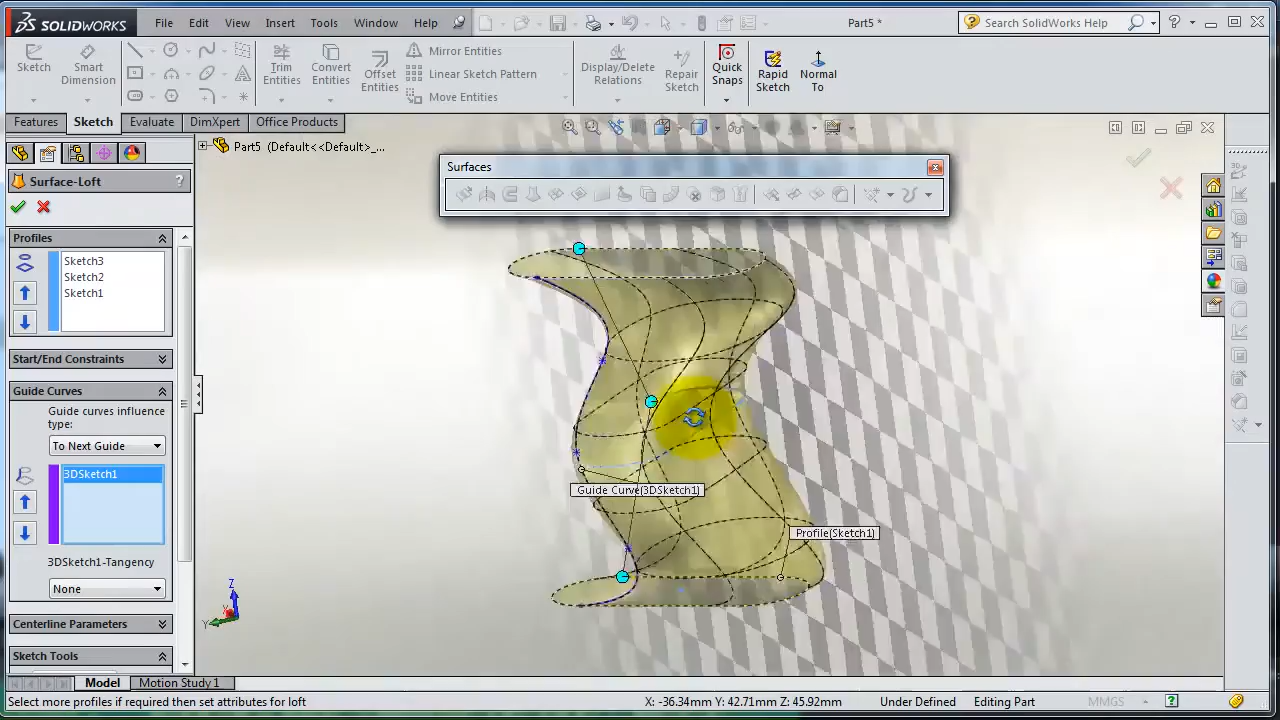 SOLIDWORKS File Edit View Insert Tools Window Help Part5 * Search SolidWorks Help
Sketch Smart Dimension Trim Entities Convert Entities Offset Entities Mirror Entities Linear Sketch Pattern Move Entities Display/Delete Relations Repair Sketch Quick Snaps Rapid Sketch Normal To
Features Sketch Evaluate DimXpert Office Products
Part5 (Default<<Default>_...
Surfaces
Surface-Loft ?
Profiles
Sketch3
Sketch2
Sketch1
Start/End Constraints
Guide Curves
Guide curves influence
type:
To Next Guide
3DSketch1
Guide Curve(3DSketch1)
Profile(Sketch1)
3DSketch1-Tangency
None
Centerline Parameters
Sketch Tools
Z
Y
Model Motion Study 1
Select more profiles if required then set attributes for loft X: -36.34mm Y: 42.71mm Z: 45.92mm Under Defined Editing Part MMGS ?